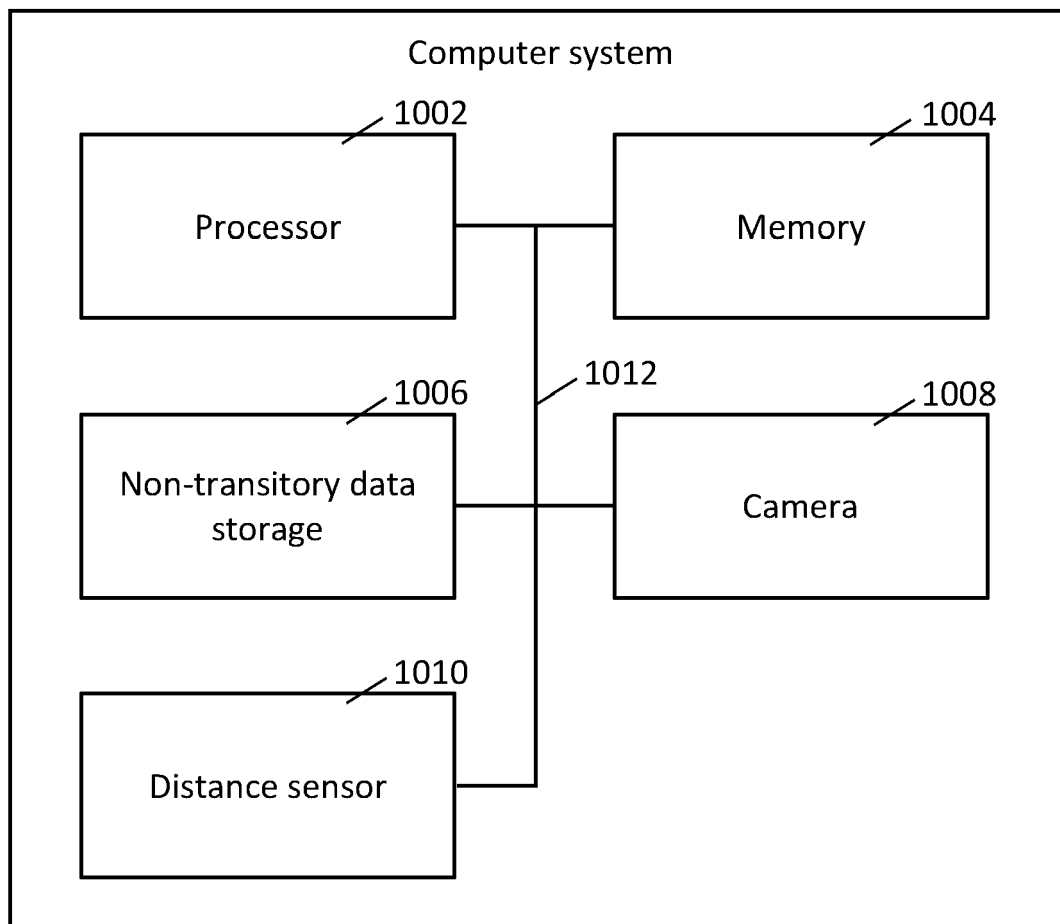 Computer system
1002
1004
Processor
Memory
1012
1006
1008
Non-transitory data
storage
Camera
1010
Distance sensor